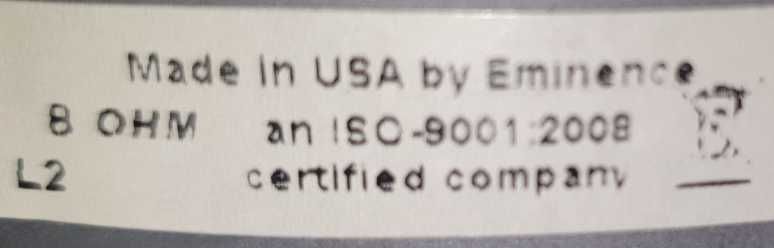 Made in USA by Eminence
8 OHM an ISO-9001:2008
L2 certified company